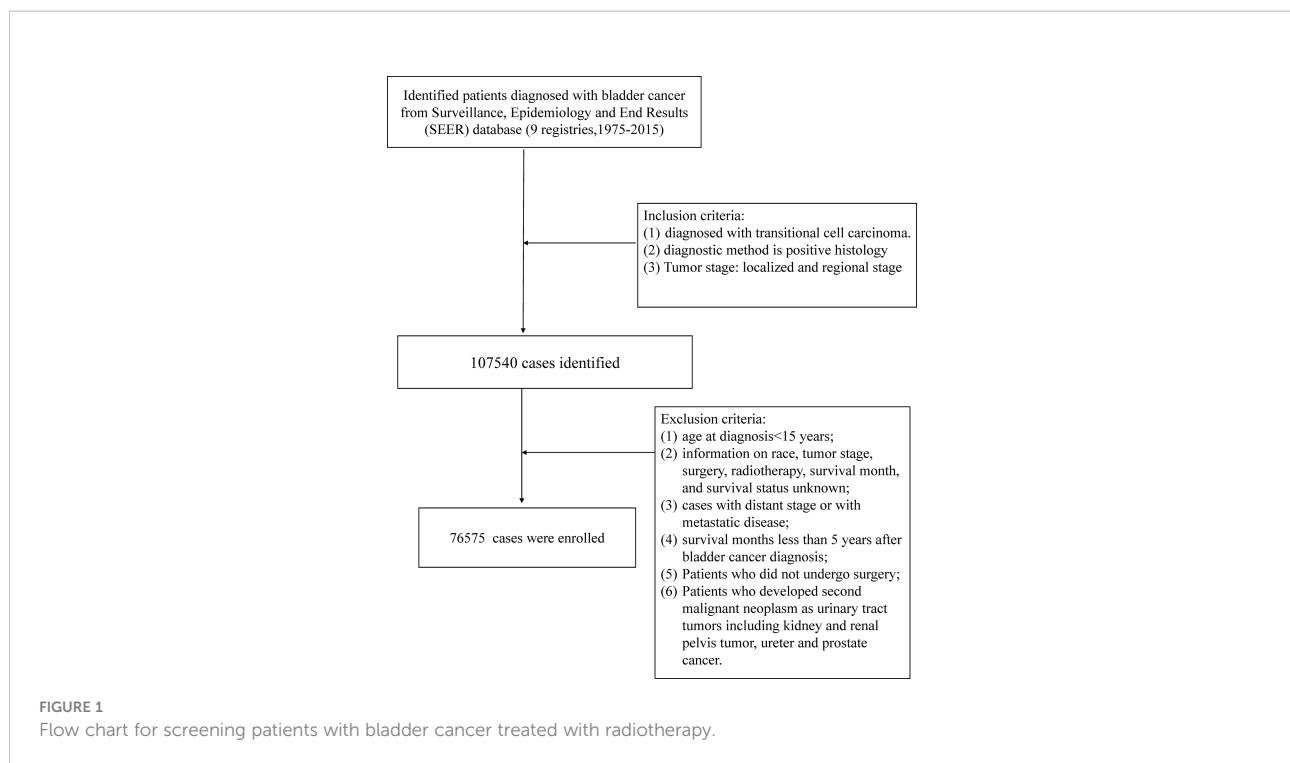 Identified patients diagnosed with bladder cancer
from Surveillance, Epidemiology and End Results
(SEER) database (9 registries,1975-2015)
Inclusion criteria:
(1) diagnosed with transitional cell carcinoma.
(2) diagnostic method is positive histology
(3) Tumor stage: localized and regional stage
107540 cases identified
Exclusion criteria:
(1) age at diagnosis<15 years;
(2) information on race, tumor stage,
surgery, radiotherapy, survival month,
and survival status unknown;
(3) cases with distant stage or with
metastatic disease;
(4) survival months less than 5 years after
bladder cancer diagnosis;
(5) Patients who did not undergo surgery;
(6) Patients who developed second
malignant neoplasm as urinary tract
tumors including kidney and renal
pelvis tumor, ureter and prostate
cancer.
76575 cases were enrolled
FIGURE 1
Flow chart for screening patients with bladder cancer treated with radiotherapy.